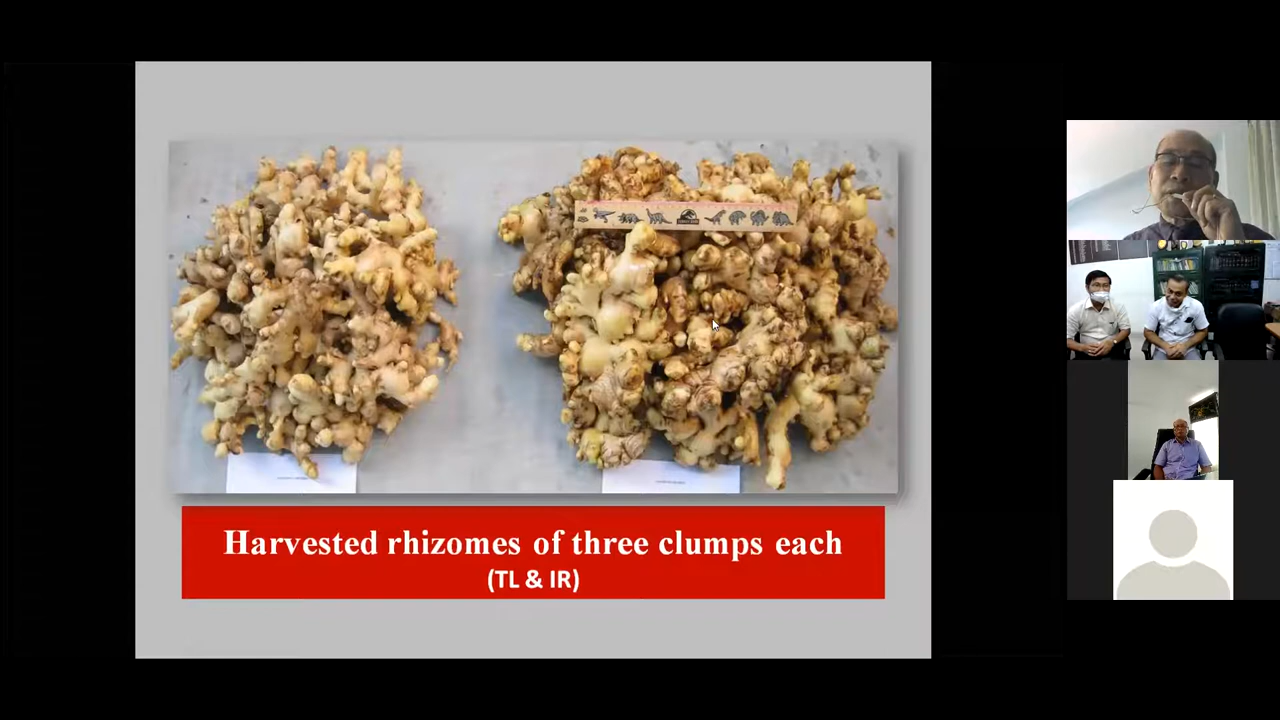 Harvested rhizomes of three clumps each
(TL & IR)